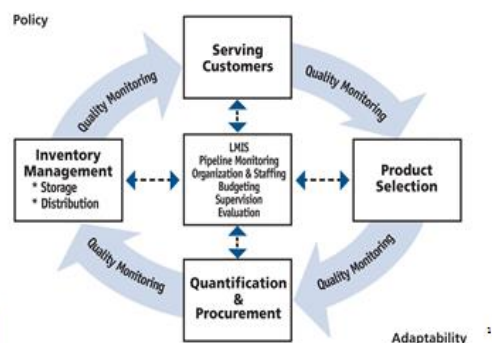 Policy
Serving
Customers
Quality Monitoring
Quality Monitoring
LMIS
Pipeline Monitoring
Organization & Staffing
Budgeting
Supervision
Evaluation
Inventory
Management
* Storage
* Distribution
Product
Selection
Quality Monitoring
Quality Monitoring
Quantification
&
Procurement
Adaptability